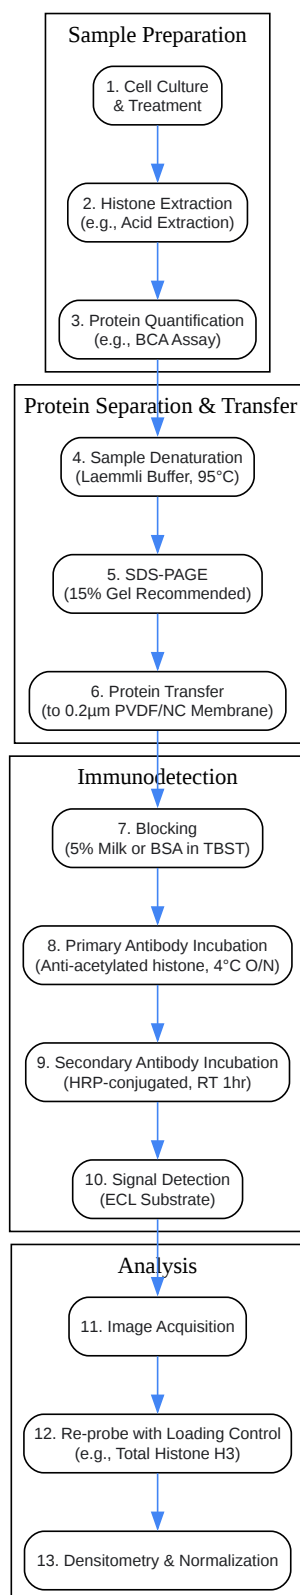 Sample Preparation
1. Cell Culture
& Treatment
2. Histone Extraction
(e.g., Acid Extraction)
3. Protein Quantification
(e.g., BCA Assay)
Protein Separation & Transfer
4. Sample Denaturation
(Laemmli Buffer, 95°C)
5. SDS-PAGE
(15% Gel Recommended)
6. Protein Transfer
(to 0.2µm PVDF/NC Membrane)
Immunodetection
7. Blocking
(5% Milk or BSA in TBST)
8. Primary Antibody Incubation
(Anti-acetylated histone, 4°C O/N)
9. Secondary Antibody Incubation
(HRP-conjugated, RT 1hr)
10. Signal Detection
(ECL Substrate)
Analysis
11. Image Acquisition
12. Re-probe with Loading Control
(e.g., Total Histone H3)
13. Densitometry & Normalization